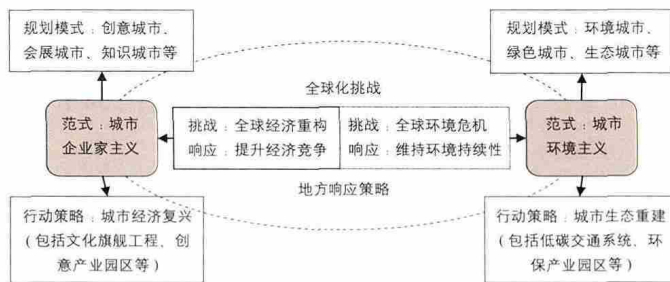 规划模式：创意城市、
会展城市、知识城市等
规划模式：环境城市、
绿色城市、生态城市等
全球化挑战
范式：城市
企业家主义
挑战：全球经济重构
响应：提升经济竞争
挑战：全球环境危机
响应：维持环境持续性
范式：城市
环境主义
地方响应策略
行动策略：城市经济复兴
（包括文化旗舰工程、创
意产业园区等）
行动策略：城市生态重建
（包括低碳交通系统、环
保产业园区等）